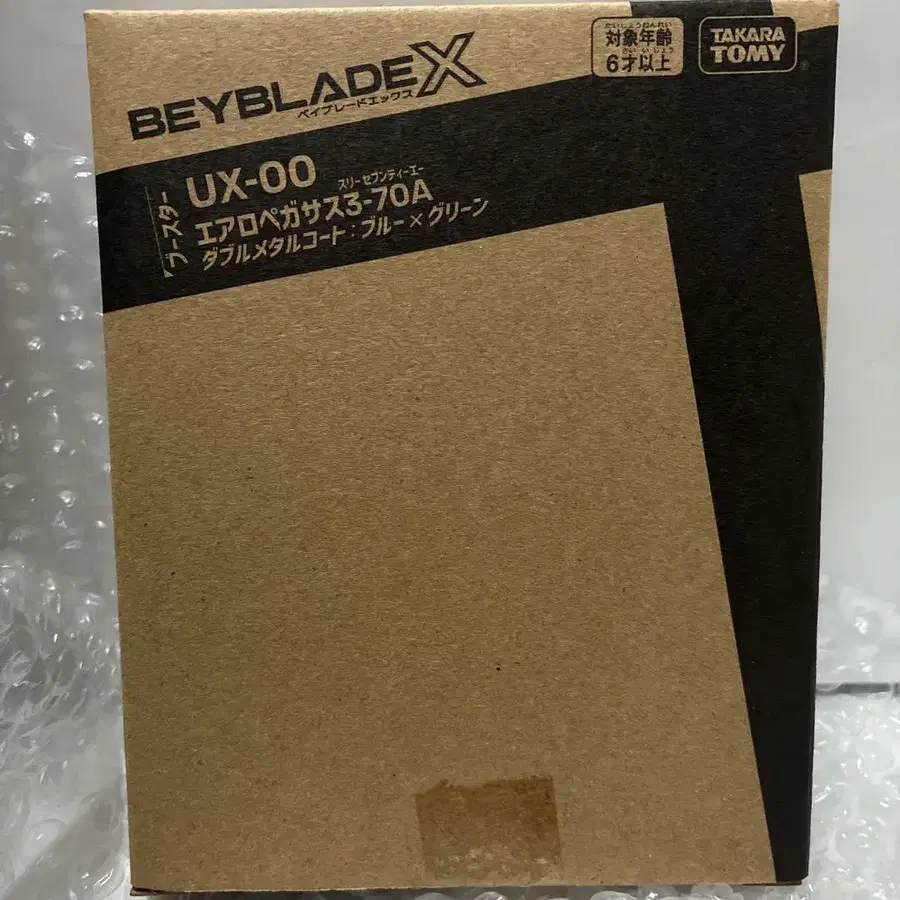 BEYBLADE X
ベイブレードエックス
たいしょうねんれい
対象年齢
さい いじょう
6才以上
TAKARA
TOMY
ブースター
UX-00
スリーセブンティーエー
エアロペガサス3-70A
ダブルメタルコート:ブルー×グリーン